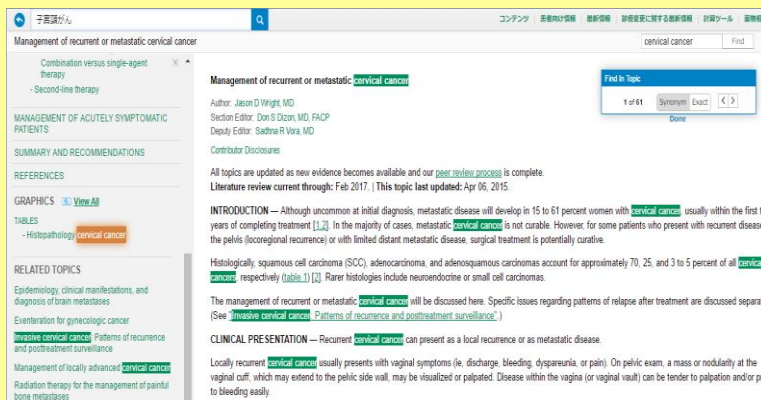 子宮頸がん
コンテンツ 患者向け情報 最新情報 診療変更に関する最新情報 計算ツール
Management of recurrent or metastatic cervical cancer
cervical cancer Find
Combination versus single-agent
therapy
- Second-line therapy
MANAGEMENT OF ACUTELY SYMPTOMATIC
PATIENTS
SUMMARY AND RECOMMENDATIONS
REFERENCES
GRAPHICS View All
TABLES
- Histopathology cervical cancer
RELATED TOPICS
Epidemiology, clinical manifestations, and
diagnosis of brain metastases
Exenteration for gynecologic cancer
Invasive cervical cancer: Patterns of recurrence
and posttreatment surveillance
Management of locally advanced cervical cancer
Radiation therapy for the management of painful
bone metastases
Management of recurrent or metastatic cervical cancer
Author: Jason D Wright, MD
Section Editor: Don S Dizon, MD, FACP
Deputy Editor: Sadhna R Vora, MD
Contributor Disclosures
Find In Topic
1 of 61 Synonym Exact
Done
All topics are updated as new evidence becomes available and our peer review process is complete.
Literature review current through: Feb 2017. | This topic last updated: Apr 06, 2015.
INTRODUCTION — Although uncommon at initial diagnosis, metastatic disease will develop in 15 to 61 percent women with cervical cancer, usually within the first
years of completing treatment [1,2]. In the majority of cases, metastatic cervical cancer is not curable. However, for some patients who present with recurrent disease
the pelvis (locoregional recurrence) or with limited distant metastatic disease, surgical treatment is potentially curative.
Histologically, squamous cell carcinoma (SCC), adenocarcinoma, and adenosquamous carcinomas account for approximately 70, 25, and 3 to 5 percent of all cervical
cancers, respectively (table 1) [2]. Rarer histologies include neuroendocrine or small cell carcinomas.
The management of recurrent or metastatic cervical cancer will be discussed here. Specific issues regarding patterns of relapse after treatment are discussed
(See "Invasive cervical cancer: Patterns of recurrence and posttreatment surveillance".)
CLINICAL PRESENTATION — Recurrent cervical cancer can present as a local recurrence or as metastatic disease.
Locally recurrent cervical cancer usually presents with vaginal symptoms (ie, discharge, bleeding, dyspareunia, or pain). On pelvic exam, a mass or nodularity at the
vaginal cuff, which may extend to the pelvic side wall, may be visualized or palpated. Disease within the vagina (or vaginal vault) can be tender to palpation and/or
to bleeding easily.